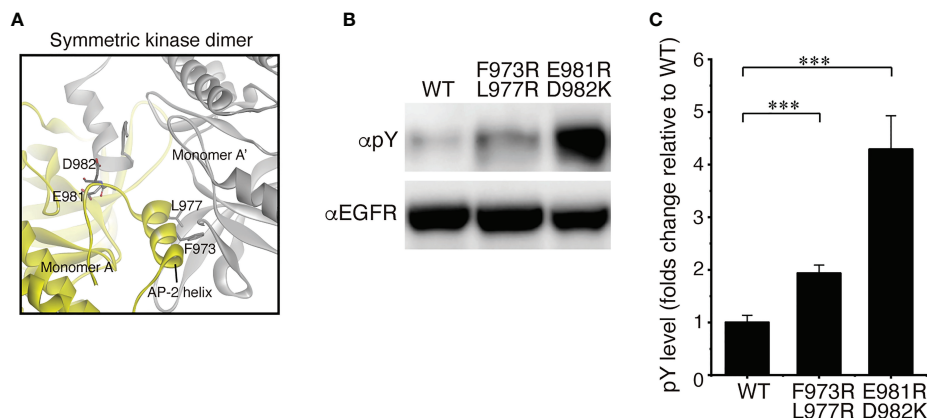 A
Symmetric kinase dimer
D982
E981
Monomer A'
L977
F973
Monomer A
AP-2 helix
B
WT
F973R
L977R
E981R
D982K
αpY
αEGFR
C
pY level (folds change relative to WT)
6
5
4
3
2
1
0
***
***
WT
F973R
L977R
E981R
D982K